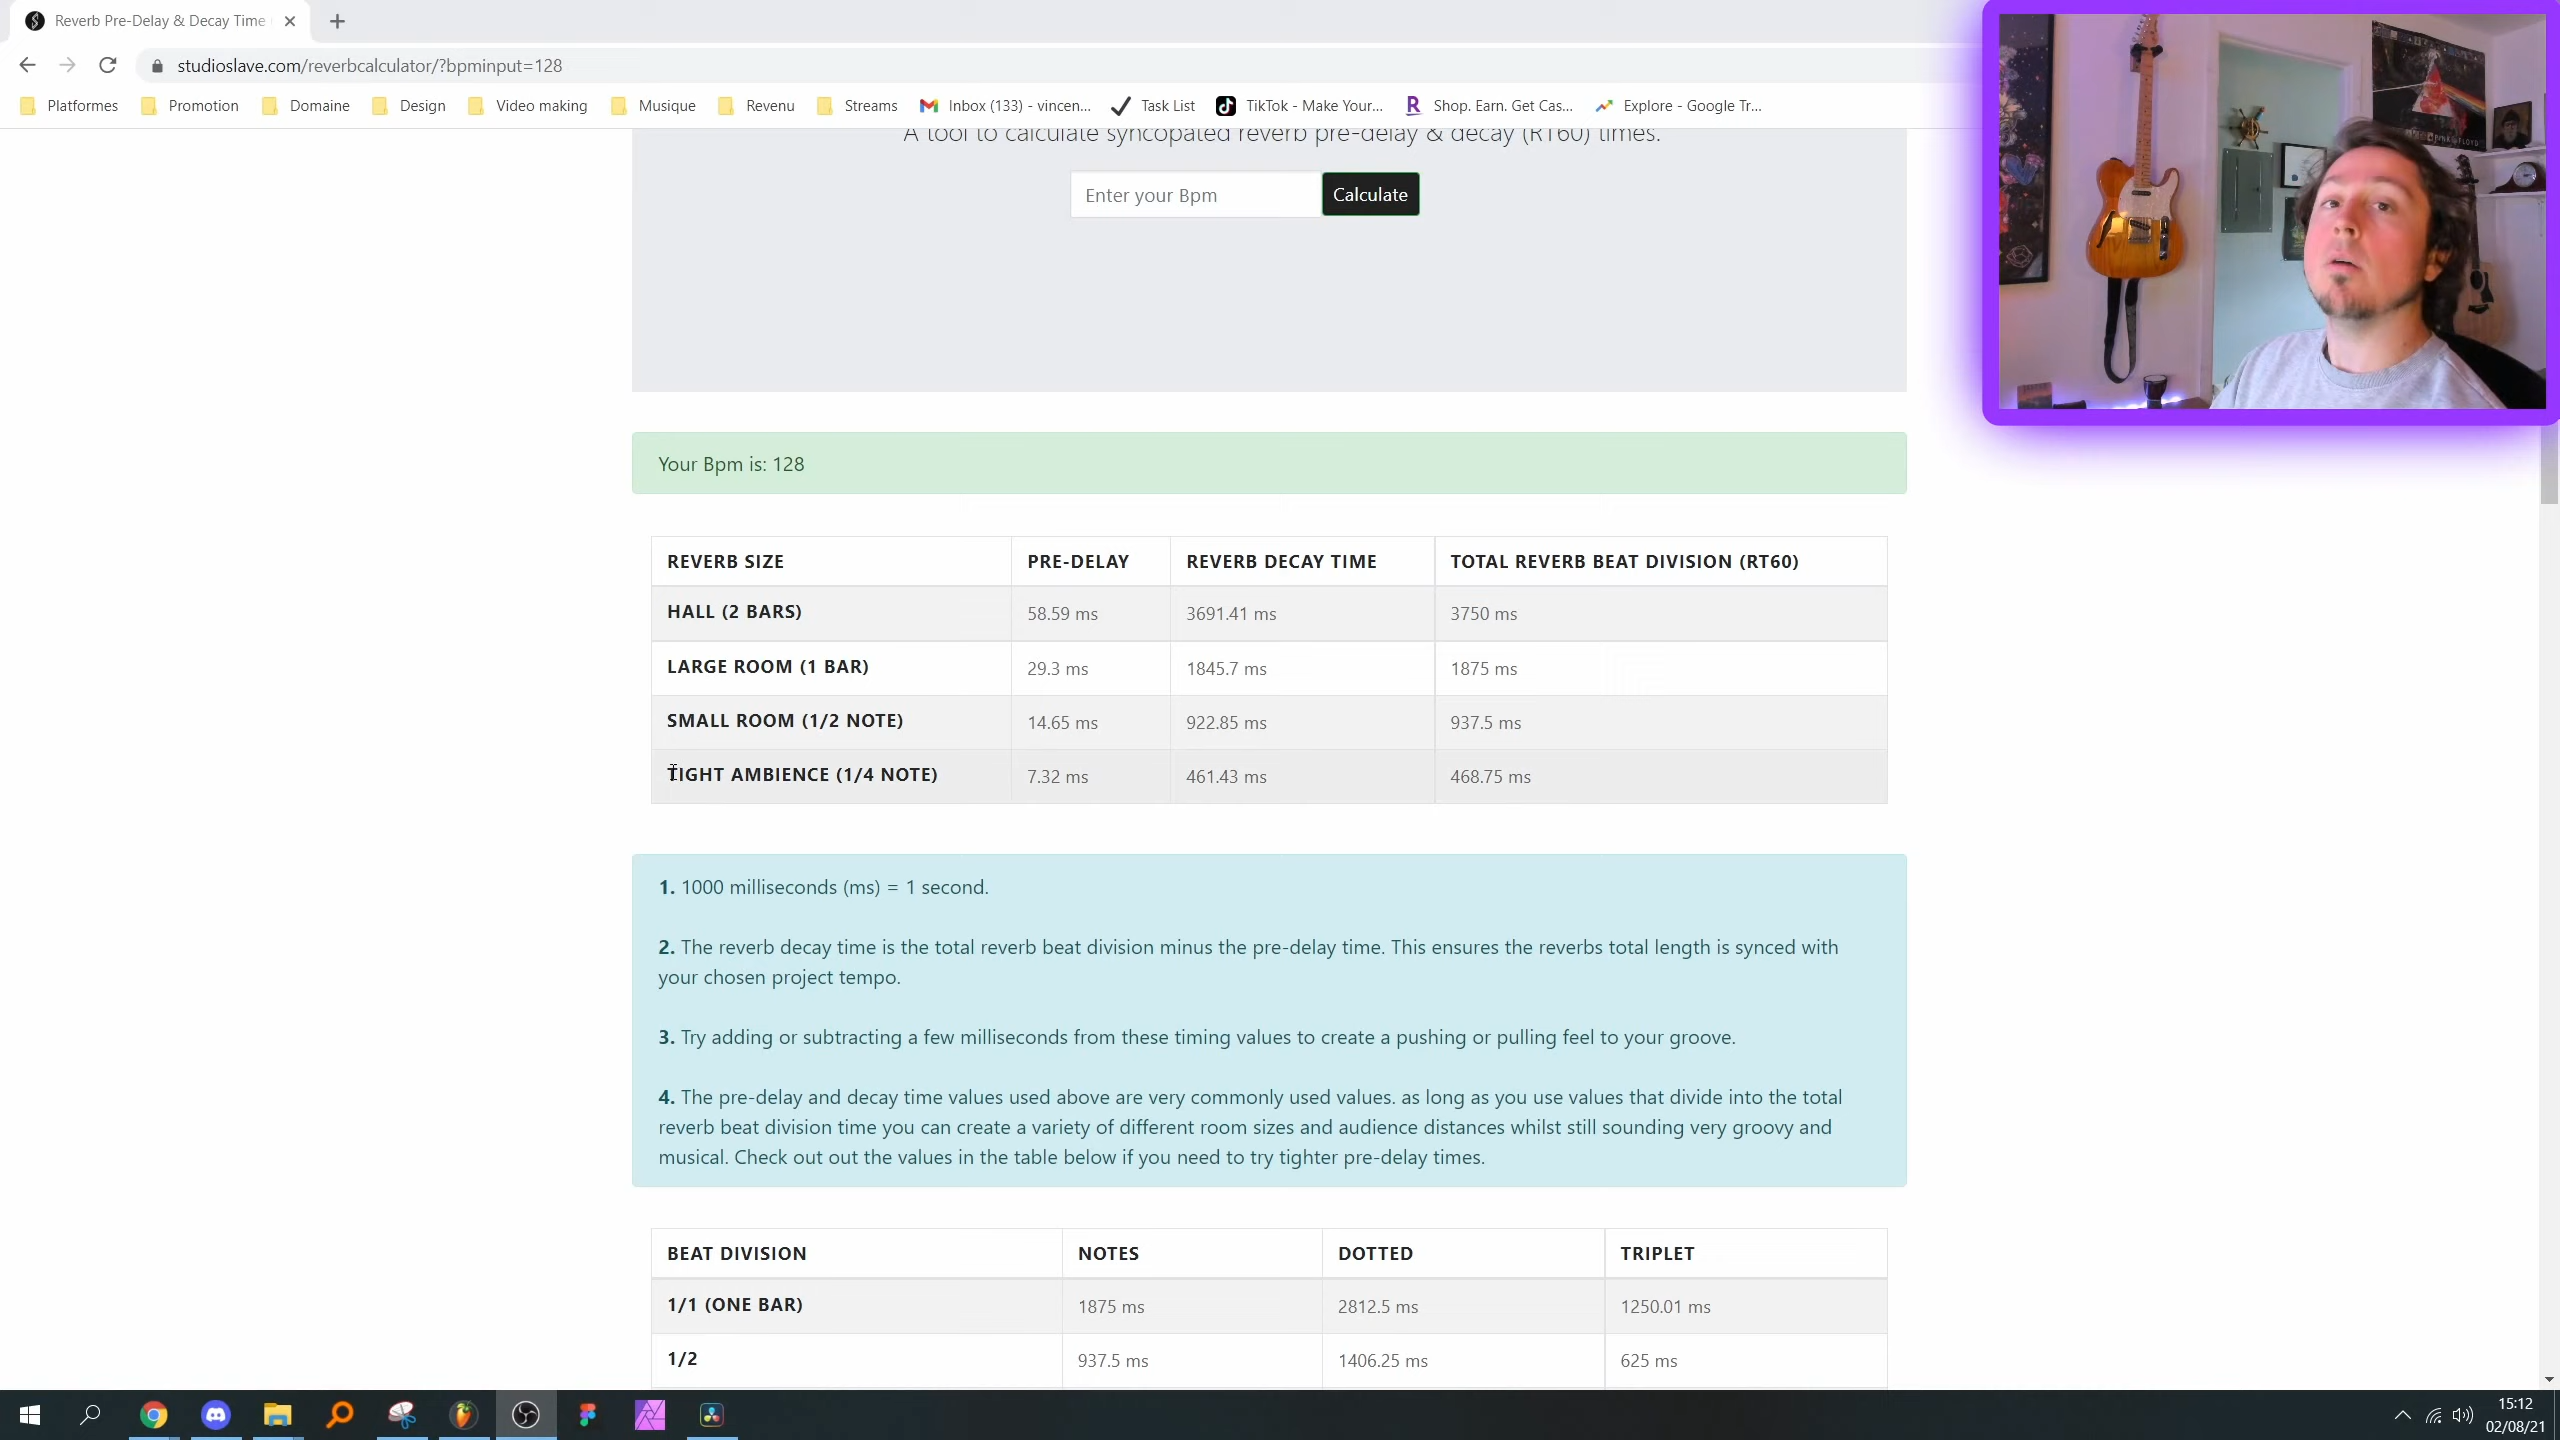 Reverb Pre-Delay & Decay Time
studioslave.com/reverbcalculator/?bpminput=128
Platformes
Promotion
Domaine
Design
Video making
Musique
Revenu
Streams
Inbox (133) - vincen...
Task List
TikTok - Make Your...
Shop. Earn. Get Cas...
Explore - Google Tr...
A tool to calculate syncopated reverb pre-delay & decay (RT60) times.
Enter your Bpm
Calculate
Your Bpm is: 128
REVERB SIZE PRE-DELAY REVERB DECAY TIME TOTAL REVERB BEAT DIVISION (RT60)
HALL (2 BARS) 58.59 ms 3691.41 ms 3750 ms
LARGE ROOM (1 BAR) 29.3 ms 1845.7 ms 1875 ms
SMALL ROOM (1/2 NOTE) 14.65 ms 922.85 ms 937.5 ms
TIGHT AMBIENCE (1/4 NOTE) 7.32 ms 461.43 ms 468.75 ms
1. 1000 milliseconds (ms) = 1 second.
2. The reverb decay time is the total reverb beat division minus the pre-delay time. This ensures the reverbs total length is synced with
your chosen project tempo.
3. Try adding or subtracting a few milliseconds from these timing values to create a pushing or pulling feel to your groove.
4. The pre-delay and decay time values used above are very commonly used values. as long as you use values that divide into the total
reverb beat division time you can create a variety of different room sizes and audience distances whilst still sounding very groovy and
musical. Check out out the values in the table below if you need to try tighter pre-delay times.
BEAT DIVISION NOTES DOTTED TRIPLET
1/1 (ONE BAR) 1875 ms 2812.5 ms 1250.01 ms
1/2 937.5 ms 1406.25 ms 625 ms
15:12
02/08/21